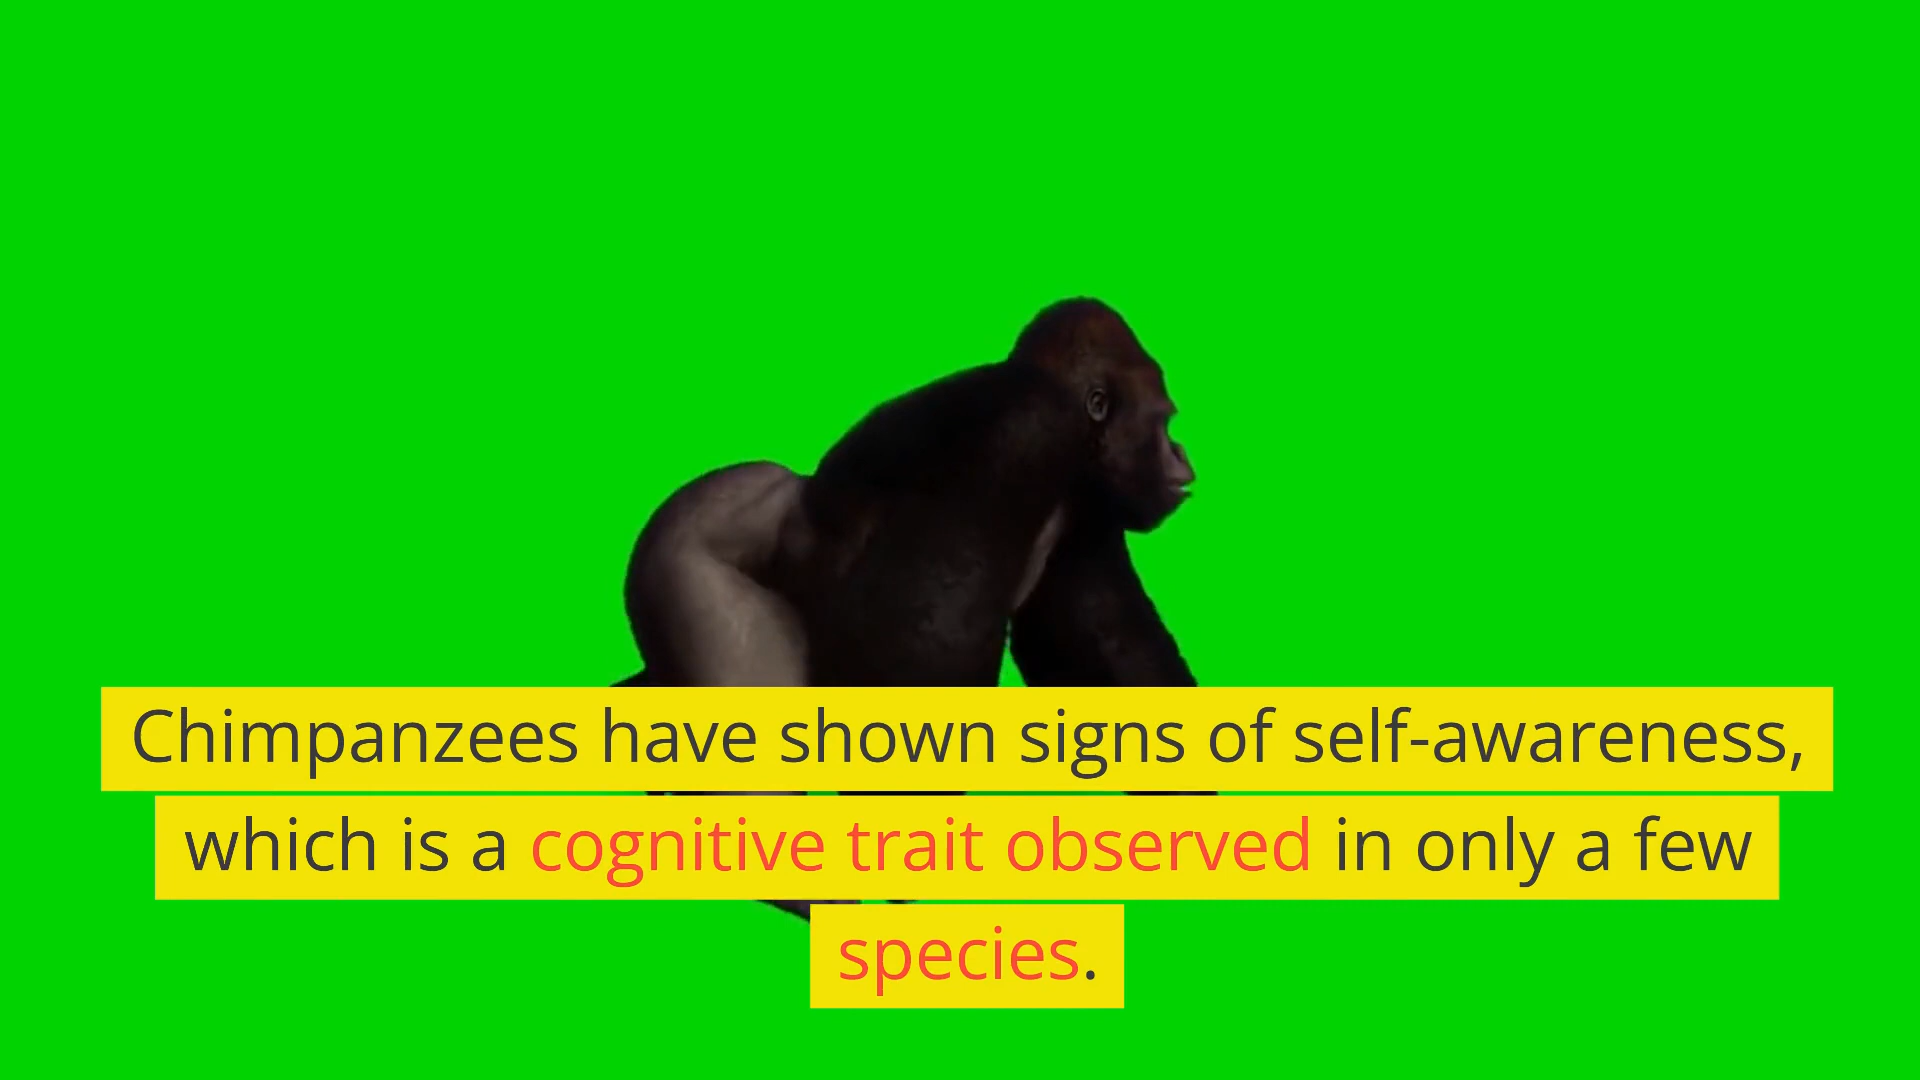 Chimpanzees have shown signs of self-awareness,
which is a cognitive trait observed in only a few
species.